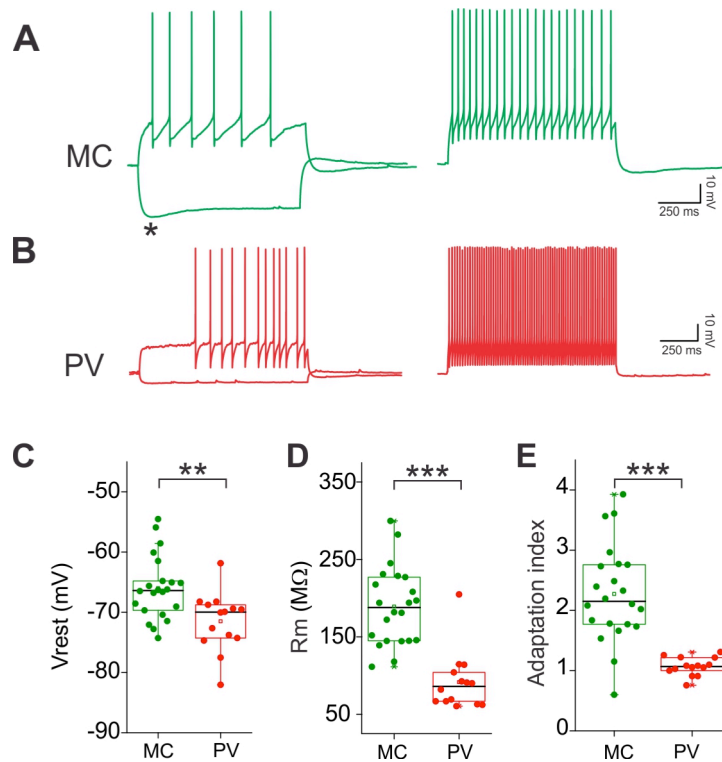 A
MC
*
10 mV
250 ms
B
PV
10 mV
250 ms
C
**
Vrest (mV)
-50
-60
-70
-80
-90
MC PV
D
***
Rm (MΩ)
350
250
150
50
MC PV
E
***
Adaptation index
4
3
2
1
0
MC PV